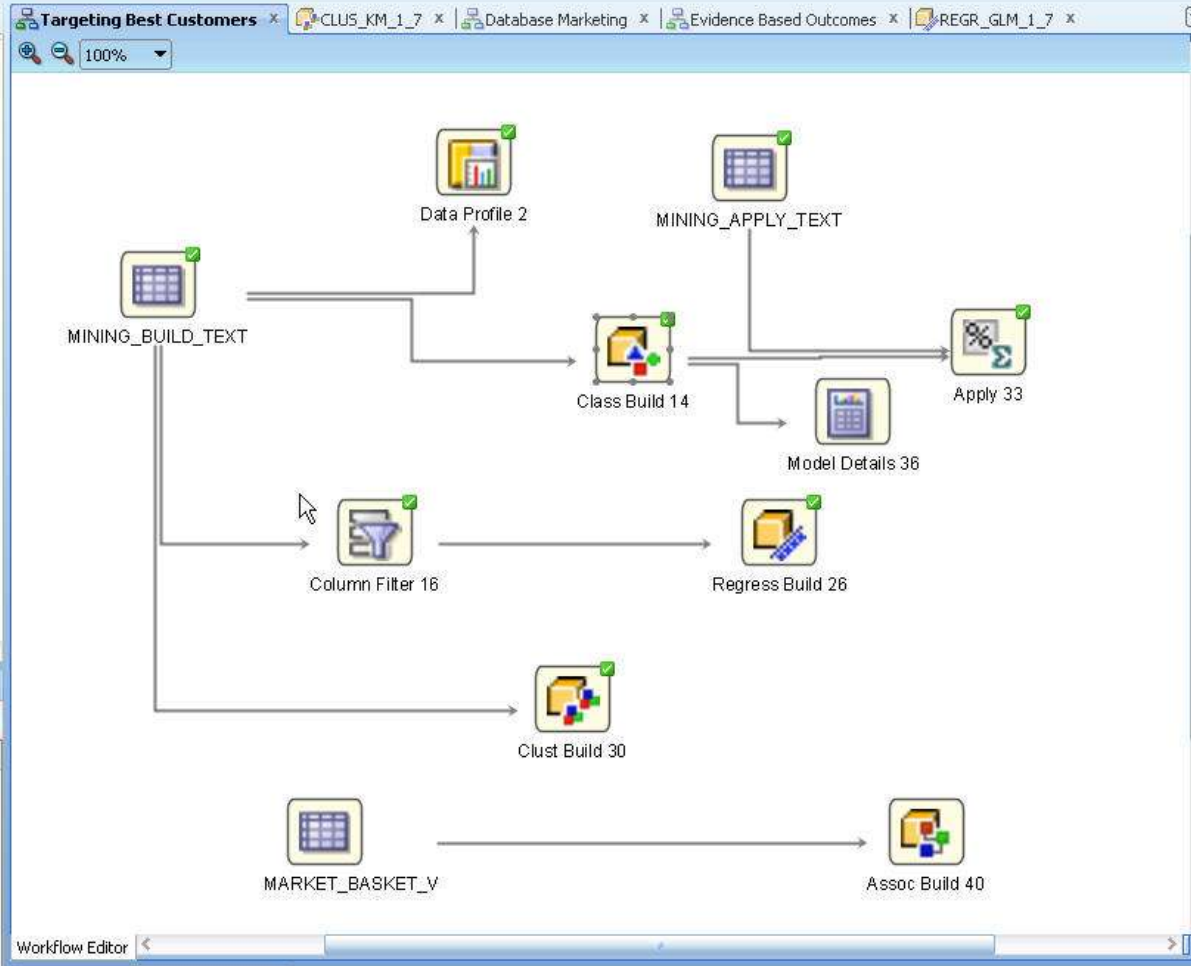 Targeting Best Customers x CLUS_KM_1_7 x Database Marketing x Evidence Based Outcomes x REGR_GLM_1_7 x
100%
Data Profile 2
MINING_APPLY_TEXT
MINING_BUILD_TEXT
Class Build 14
Apply 33
Model Details 36
Column Filter 16
Regress Build 26
Clust Build 30
MARKET_BASKET_V
Assoc Build 40
Workflow Editor